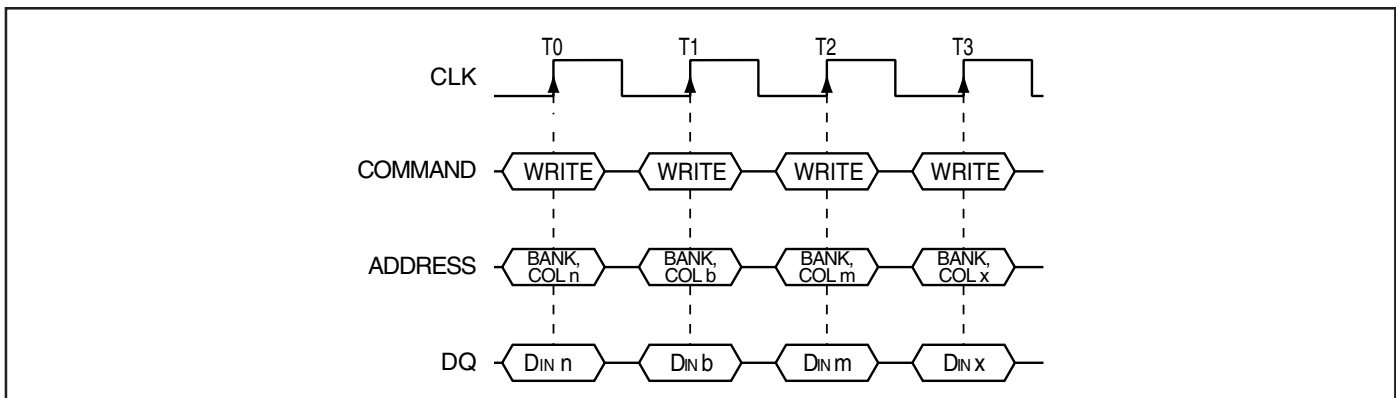 T0 T1 T2 T3
CLK
COMMAND WRITE WRITE WRITE WRITE
ADDRESS BANK, COL n BANK, COL b BANK, COL m BANK, COL x
DQ DIN n DIN b DIN m DIN x